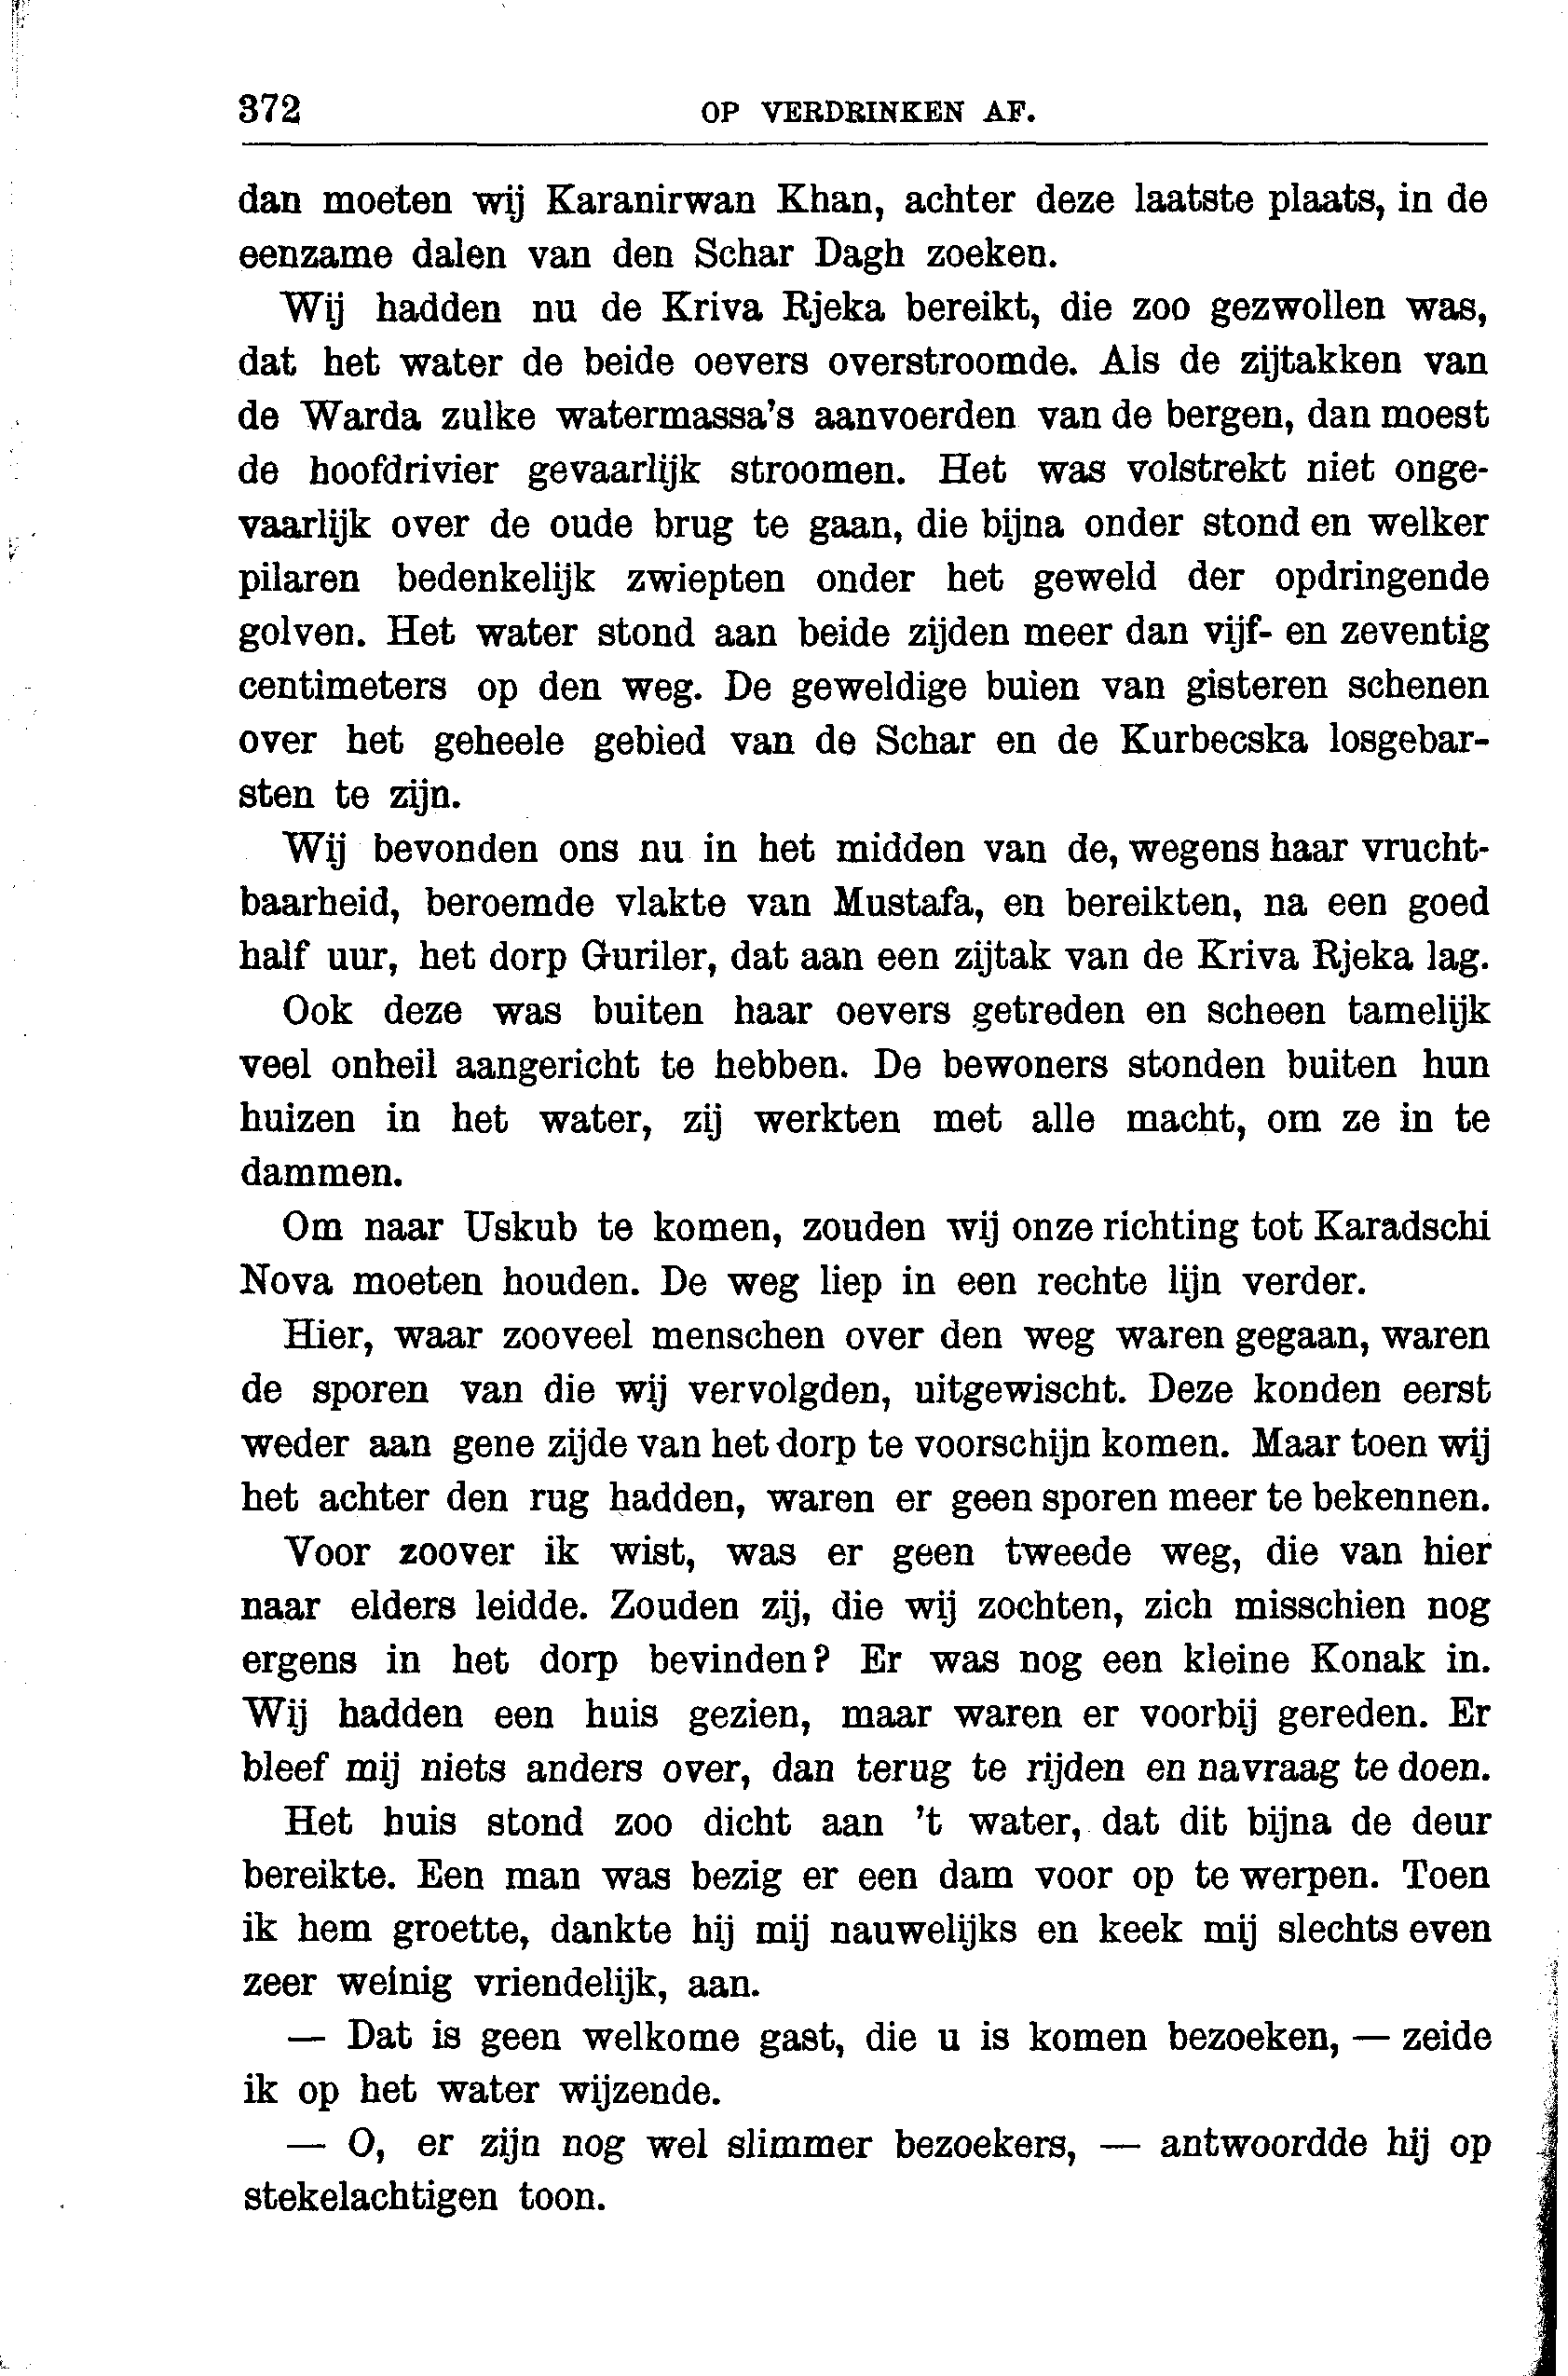 372
OP VERDRINKEN AF.
dan moeten wij Karanirwan Khan, achter deze laatste plaats, in de
eenzame dalen van den Schar Dagh zoeken.
Wij hadden nu de Kriva Rjeka bereikt, die zoo gezwollen was,
dat het water de beide oevers overstroomde. Als de zijtakken van
de Warda zulke watermassa's aanvoerden van de bergen, dan moest
de hoofdrivier gevaarlijk stroomen. Het was volstrekt niet onge-
vaarlijk over de oude brug te gaan, die bijna onder stond en welker
pilaren bedenkelijk zwiepten onder het geweld der opdringende
golven. Het water stond aan beide zijden meer dan vijf- en zeventig
centimeters op den weg. De geweldige buien van gisteren schenen
over het geheele gebied van de Schar en de Kurbecska losgebar-
sten te zijn.
Wij bevonden ons nu in het midden van de, wegens haar vrucht-
baarheid, beroemde vlakte van Mustafa, en bereikten, na een goed
half uur, het dorp Guriler, dat aan een zijtak van de Kriva Rjeka lag.
Ook deze was buiten haar oevers getreden en scheen tamelijk
veel onheil aangericht te hebben. De bewoners stonden buiten hun
huizen in het water, zij werkten met alle macht, om ze in te
dammen.
Om naar Uskub te komen, zouden wij onze richting tot Karadschi
Nova moeten houden. De weg liep in een rechte lijn verder.
Hier, waar zooveel menschen over den weg waren gegaan, waren
de sporen van die wij vervolgden, uitgewischt. Deze konden eerst
weder aan gene zijde van het dorp te voorschijn komen. Maar toen wij
het achter den rug hadden, waren er geen sporen meer te bekennen.
Voor zoover ik wist, was er geen tweede weg, die van hier
naar elders leidde. Zouden zij, die wij zochten, zich misschien nog
ergens in het dorp bevinden? Er was nog een kleine Konak in.
Wij hadden een huis gezien, maar waren er voorbij gereden. Er
bleef mij niets anders over, dan terug te rijden en navraag te doen.
Het huis stond zoo dicht aan 't water, dat dit bijna de deur
bereikte. Een man was bezig er een dam voor op te werpen. Toen
ik hem groette, dankte hij mij nauwelijks en keek mij slechts even
zeer weinig vriendelijk, aan.
— Dat is geen welkome gast, die u is komen bezoeken, — zeide
ik op het water wijzende.
— O, er zijn nog wel slimmer bezoekers, — antwoordde hij op
stekelachtigen toon.